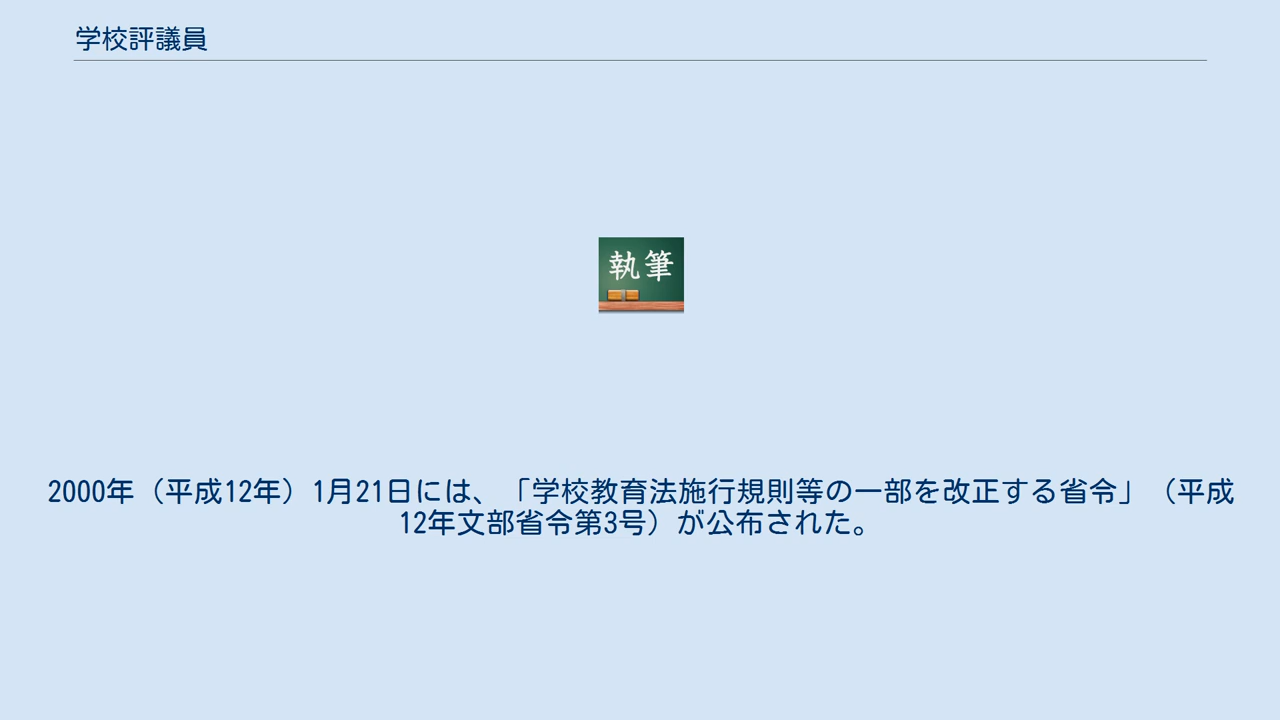 学校評議員
執筆
2000年（平成12年）1月21日には、「学校教育法施行規則等の一部を改正する省令」（平成
12年文部省令第3号）が公布された。